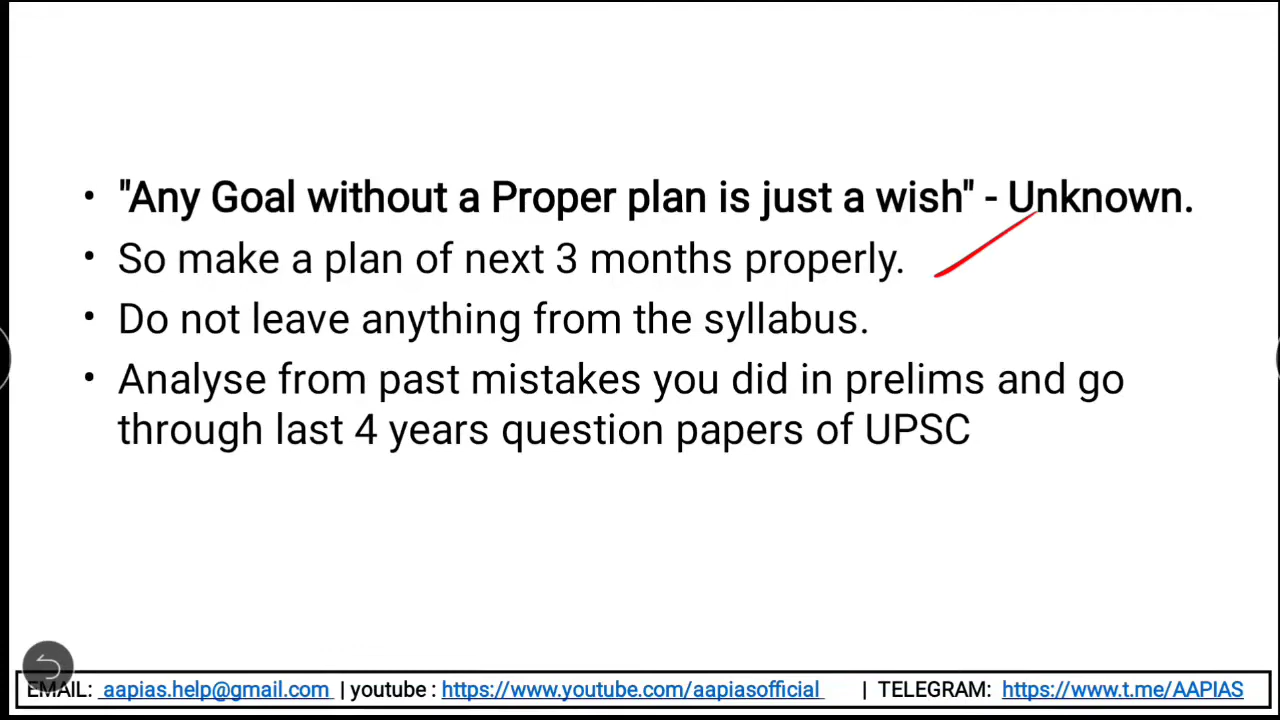 • "Any Goal without a Proper plan is just a wish" - Unknown.
• So make a plan of next 3 months properly.
• Do not leave anything from the syllabus.
• Analyse from past mistakes you did in prelims and go
through last 4 years question papers of UPSC
EMAIL: aapias.help@gmail.com | youtube : https://www.youtube.com/aapiasofficial | TELEGRAM: https://www.t.me/AAPIAS